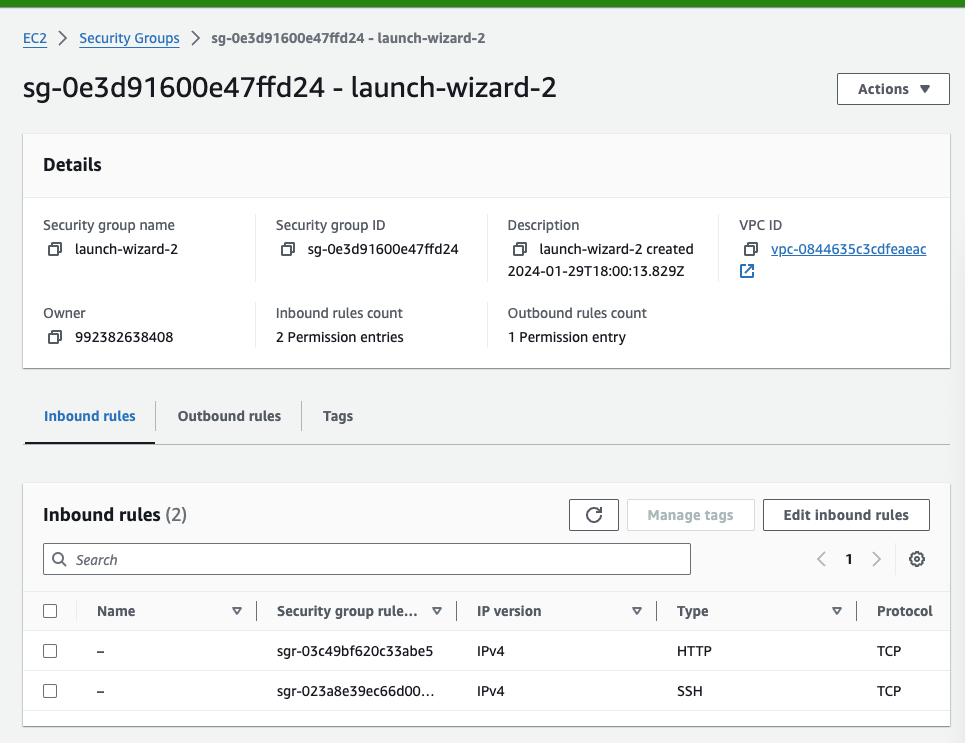 EC2 > Security Groups > sg-0e3d91600e47ffd24 - launch-wizard-2
sg-0e3d91600e47ffd24 - launch-wizard-2
Actions
Details
Security group name
launch-wizard-2
Security group ID
sg-0e3d91600e47ffd24
Description
launch-wizard-2 created
2024-01-29T18:00:13.829Z
VPC ID
vpc-0844635c3cdfeaeac
Owner
992382638408
Inbound rules count
2 Permission entries
Outbound rules count
1 Permission entry
Inbound rules Outbound rules Tags
Inbound rules (2)
Manage tags
Edit inbound rules
Search
1
Name Security group rule... IP version Type Protocol
– sgr-03c49bf620c33abe5 IPv4 HTTP TCP
– sgr-023a8e39ec66d00... IPv4 SSH TCP